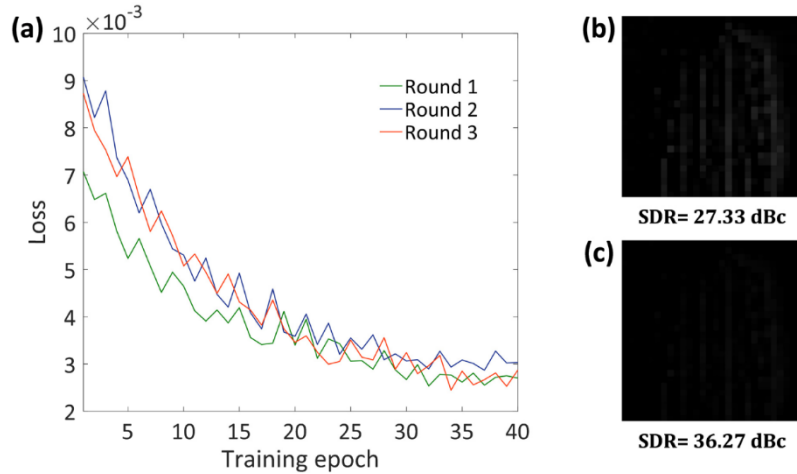 (a)
×10-3
10
9
8
7
6
5
4
3
2
5 10 15 20 25 30 35 40
Loss
Training epoch
Round 1
Round 2
Round 3
(b)
SDR= 27.33 dBc
(c)
SDR= 36.27 dBc